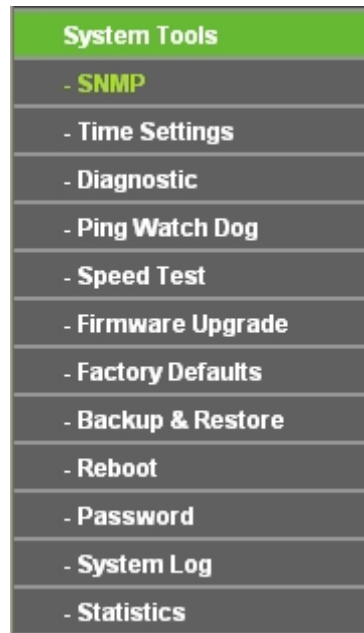 System Tools
- SNMP
- Time Settings
- Diagnostic
- Ping Watch Dog
- Speed Test
- Firmware Upgrade
- Factory Defaults
- Backup & Restore
- Reboot
- Password
- System Log
- Statistics